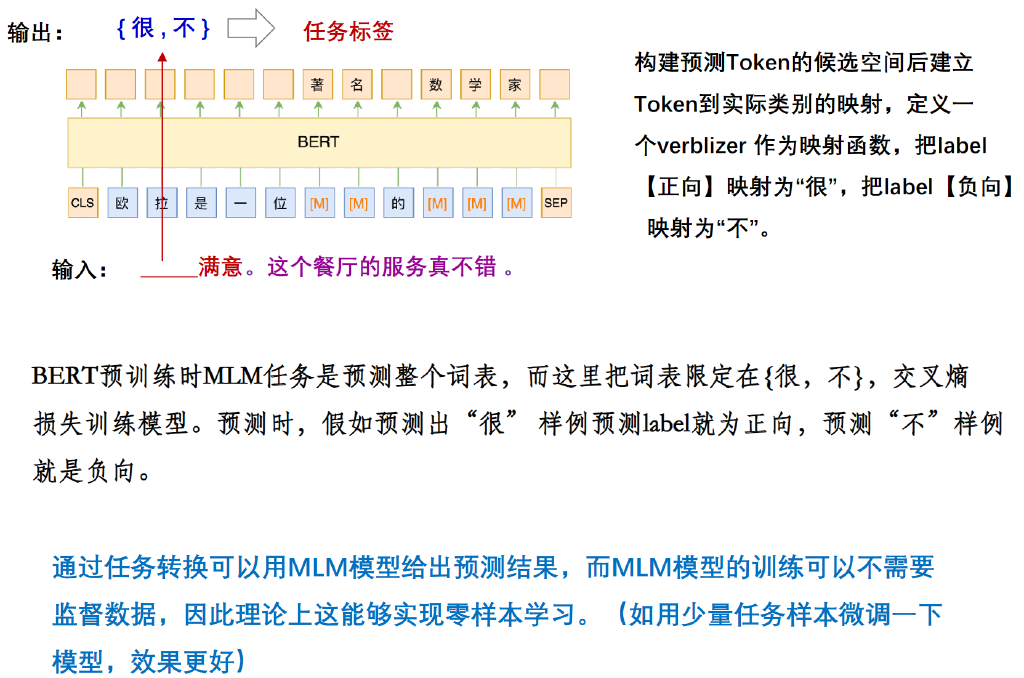 输出： {很,不} 任务标签
著 名 数 学 家
BERT
CLS 欧 拉 是 一 位 [M] [M] 的 [M] [M] [M] SEP
输入： ______满意。这个餐厅的服务真不错 。
构建预测Token的候选空间后建立
Token到实际类别的映射，定义一
个verblizer 作为映射函数，把label
【正向】映射为“很”，把label【负向】
映射为“不”。
BERT预训练时MLM任务是预测整个词表，而这里把词表限定在{很，不}，交叉熵
损失训练模型。预测时，假如预测出“很” 样例预测label就为正向，预测“不”样例
就是负向。
通过任务转换可以用MLM模型给出预测结果，而MLM模型的训练可以不需要
监督数据，因此理论上这能够实现零样本学习。（如用少量任务样本微调一下
模型，效果更好）